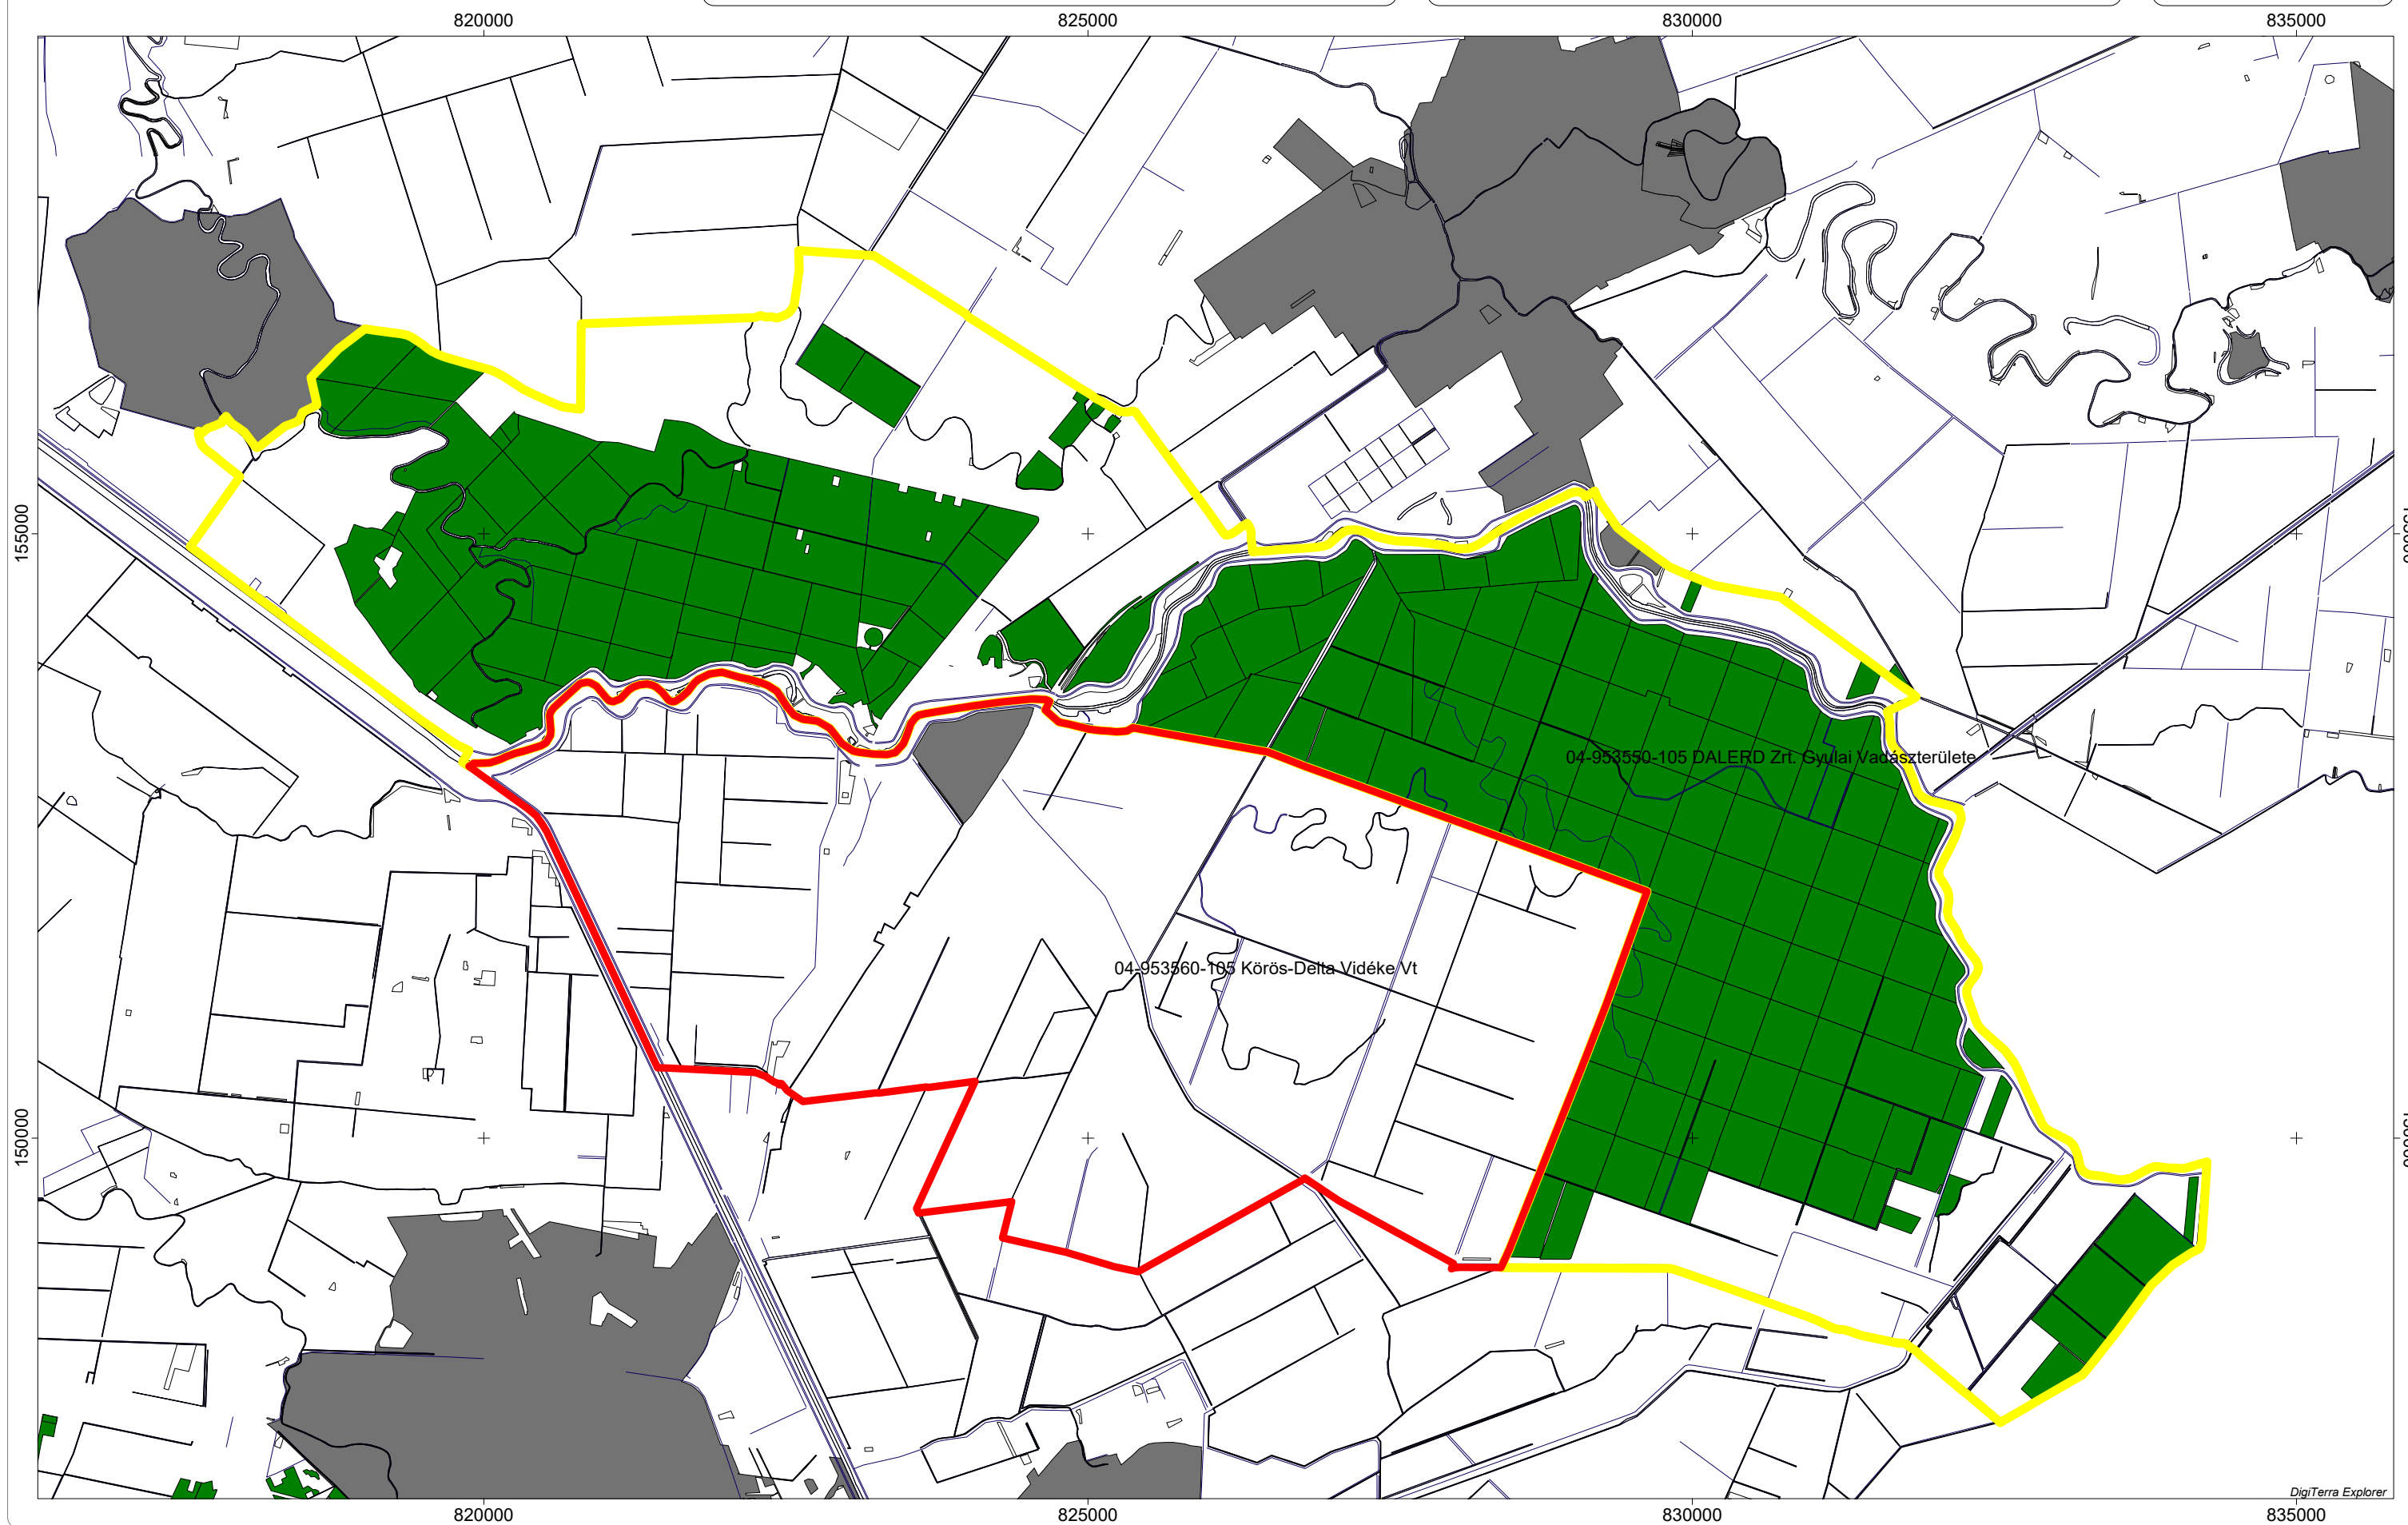 820000 825000 830000 835000
155000
04-953550-105 DALERD Zrt. Gyulai Vadászterülete
04-953560-105 Körös-Delta Vidéke Vt
150000
DigiTerra Explorer
820000 825000 830000 835000